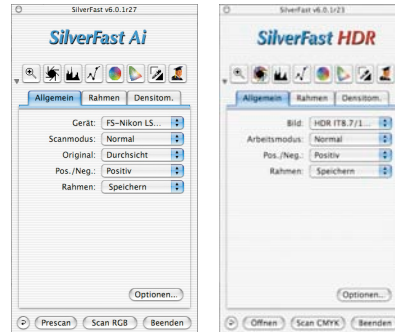 SilverFast v6.0.1r27
SilverFast Ai
Allgemein Rahmen Densitom.
Gerät: FS-Nikon LS...
Scanmodus: Normal
Original: Durchsicht
Pos./Neg.: Positiv
Rahmen: Speichern
Optionen...
Prescan Scan RGB Beenden
SilverFast v6.0.1r23
SilverFast HDR
Allgemein Rahmen Densitom.
Bild: HDR (IT8.7/1...
Arbeitsmodus: Normal
Pos./Neg.: Positiv
Rahmen: Speichern
Optionen...
Öffnen Scan CMYK Beenden